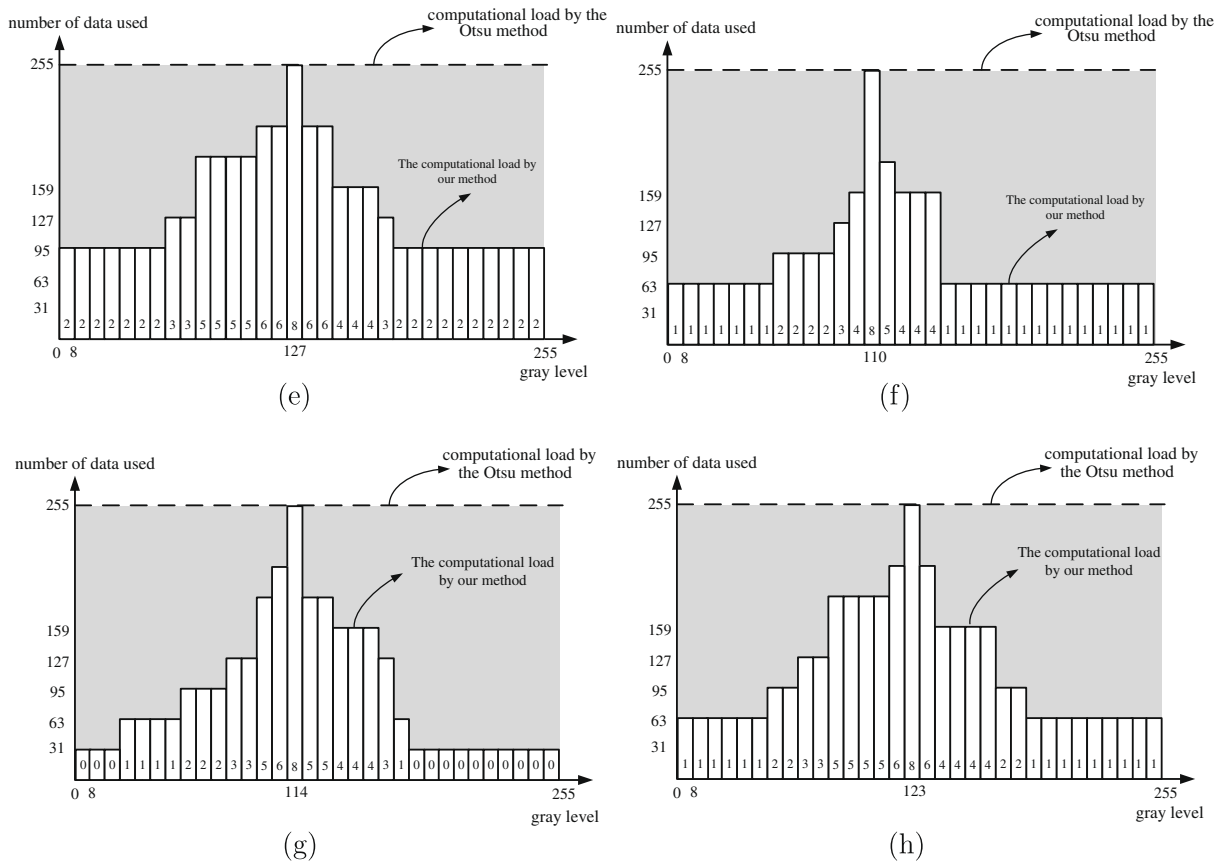 number of data used
computational load by the
Otsu method
255
159
127
95
63
31
The computational load by
our method
2 2 2 2 2 2 2 3 3 5 5 5 5 6 6 8 6 6 4 4 4 3 2 2 2 2 2 2 2 2 2 2
0 8 127 255
gray level
(e)
number of data used
computational load by the
Otsu method
255
159
127
95
63
31
The computational load by
our method
1 1 1 1 1 1 1 2 2 2 2 3 4 8 5 4 4 4 1 1 1 1 1 1 1 1 1 1 1 1 1 1
0 8 110 255
gray level
(f)
number of data used
computational load by
the Otsu method
255
159
127
95
63
31
The computational load
by our method
0 0 0 1 1 1 1 2 2 2 3 3 5 6 8 5 5 4 4 4 3 1 0 0 0 0 0 0 0 0 0 0
0 8 114 255
gray level
(g)
number of data used
computational load by
the Otsu method
255
159
127
95
63
31
The computational load
by our method
1 1 1 1 1 1 2 2 3 3 5 5 5 5 6 8 6 4 4 4 4 2 2 1 1 1 1 1 1 1 1 1
0 8 123 255
gray level
(h)